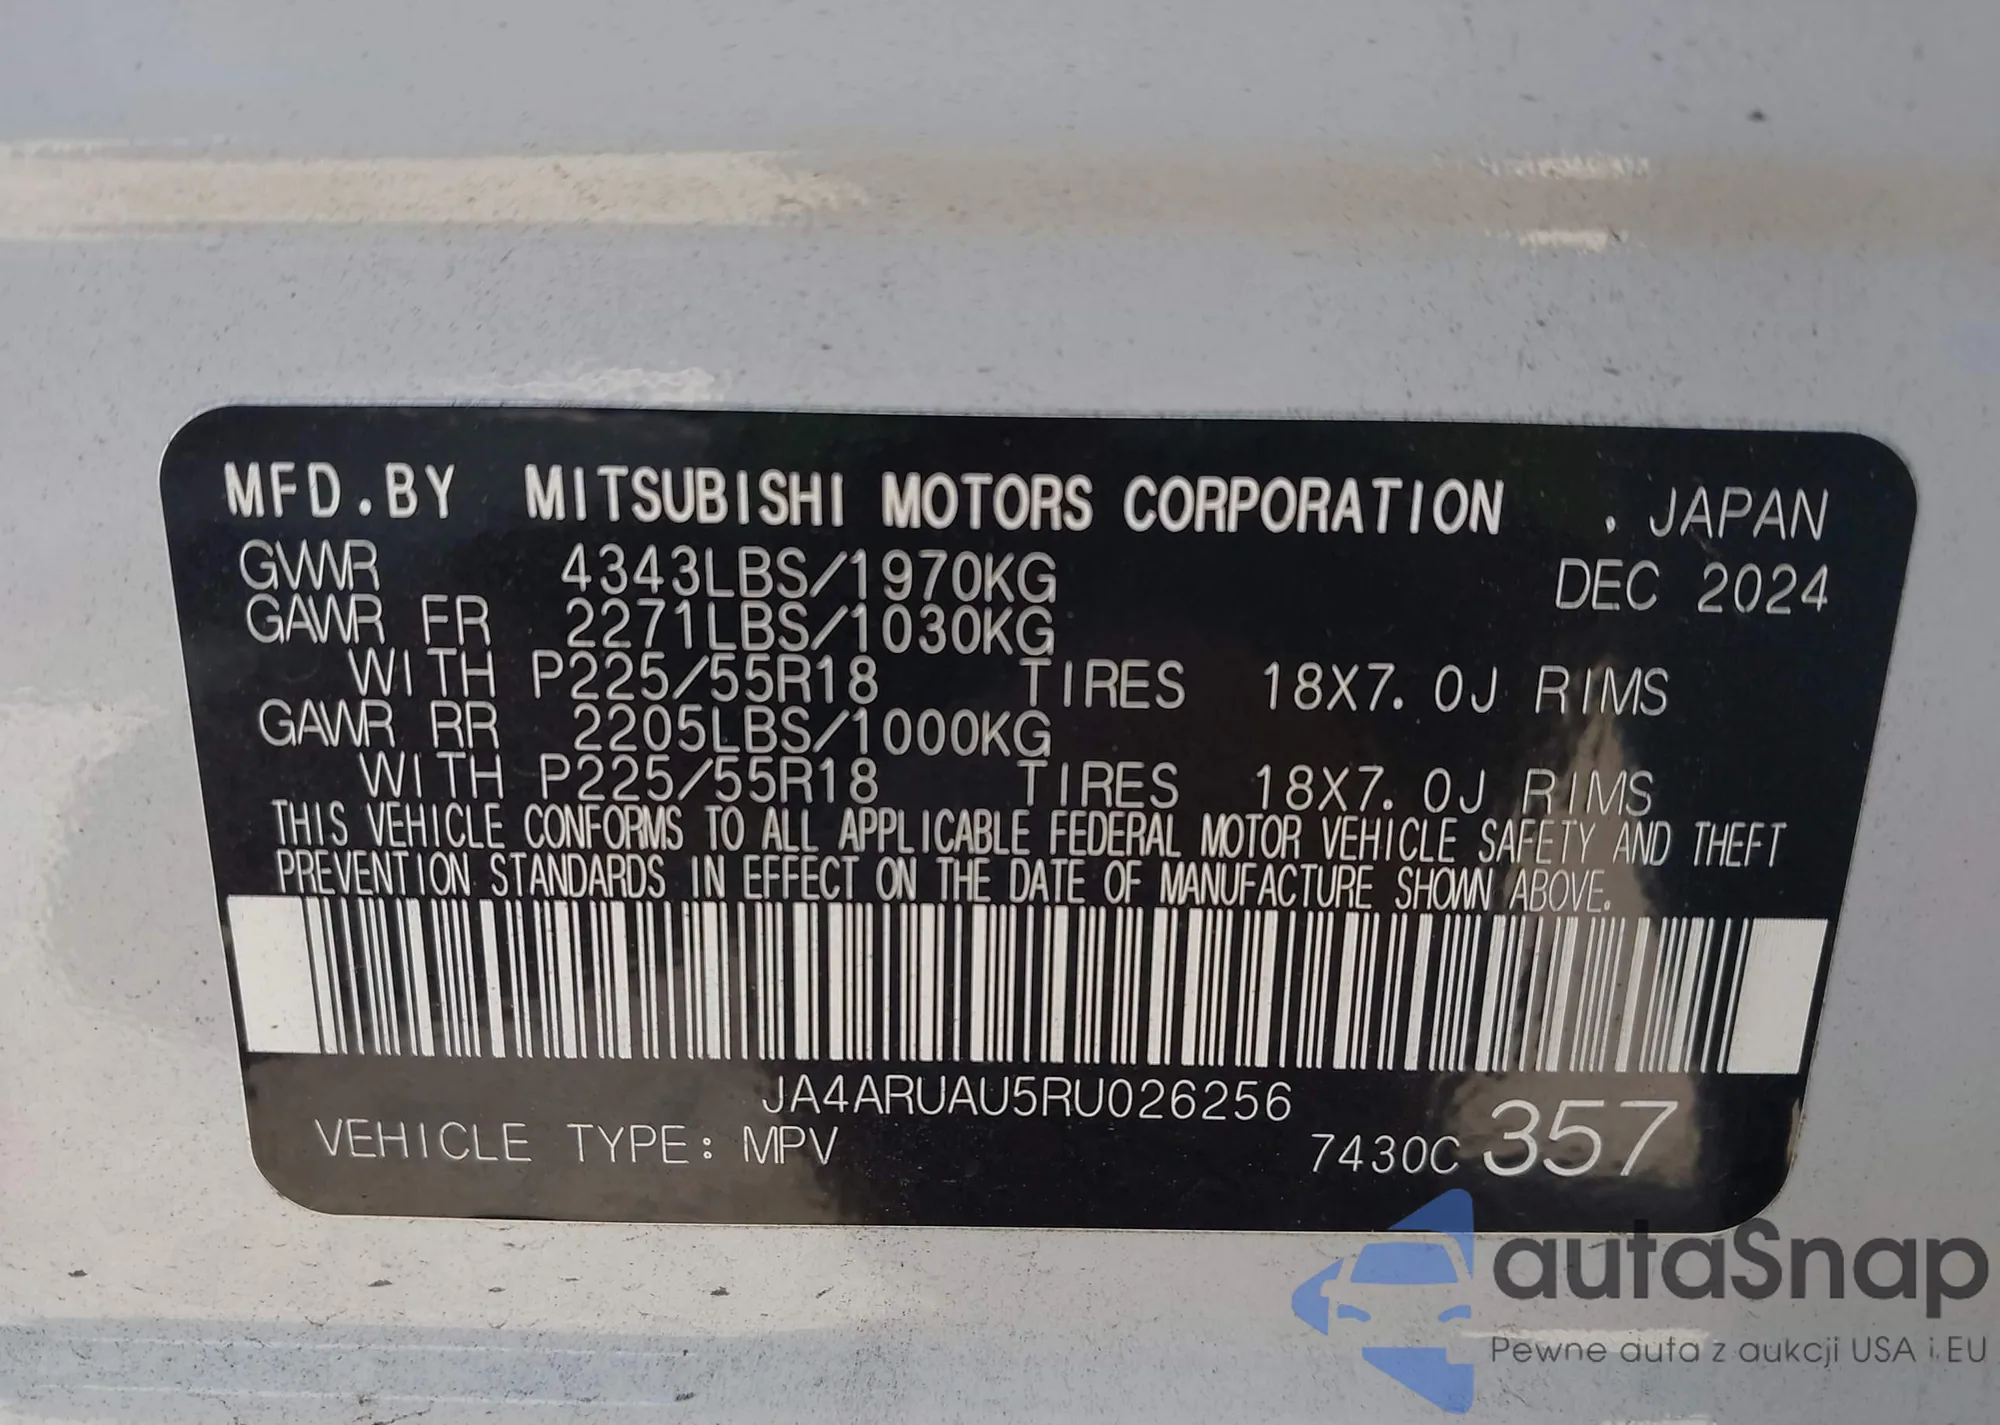 MFD.BY MITSUBISHI MOTORS CORPORATION . JAPAN
GVWR 4343LBS/1970KG DEC 2024
GAWR FR 2271LBS/1030KG
WITH P225/55R18 TIRES 18X7.0J RIMS
GAWR RR 2205LBS/1000KG
WITH P225/55R18 TIRES 18X7.0J RIMS
THIS VEHICLE CONFORMS TO ALL APPLICABLE FEDERAL MOTOR VEHICLE SAFETY AND THEFT
PREVENTION STANDARDS IN EFFECT ON THE DATE OF MANUFACTURE SHOWN ABOVE.
JA4ARUAU5RU026256
VEHICLE TYPE: MPV 7430C 357
autaSnap
Pewne auta z aukcji USA i EU